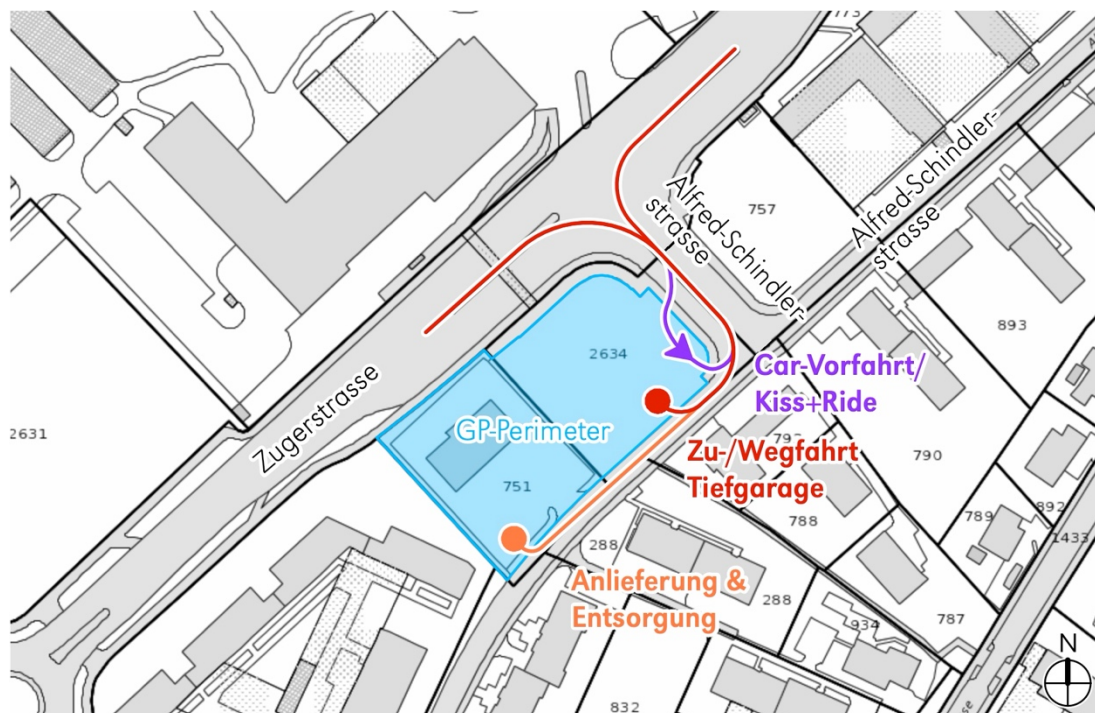 773
Alfred-Schindler-
strasse
757
Alfred-Schindler-
strasse
893
2634
Car-Vorfahrt/
Kiss+Ride
Zugerstrasse
GP-Perimeter
2631
Zu-/Wegfahrt
Tiefgarage
790
751
788
789
892
1433
288
Anlieferung &
Entsorgung
288
934
787
N
832